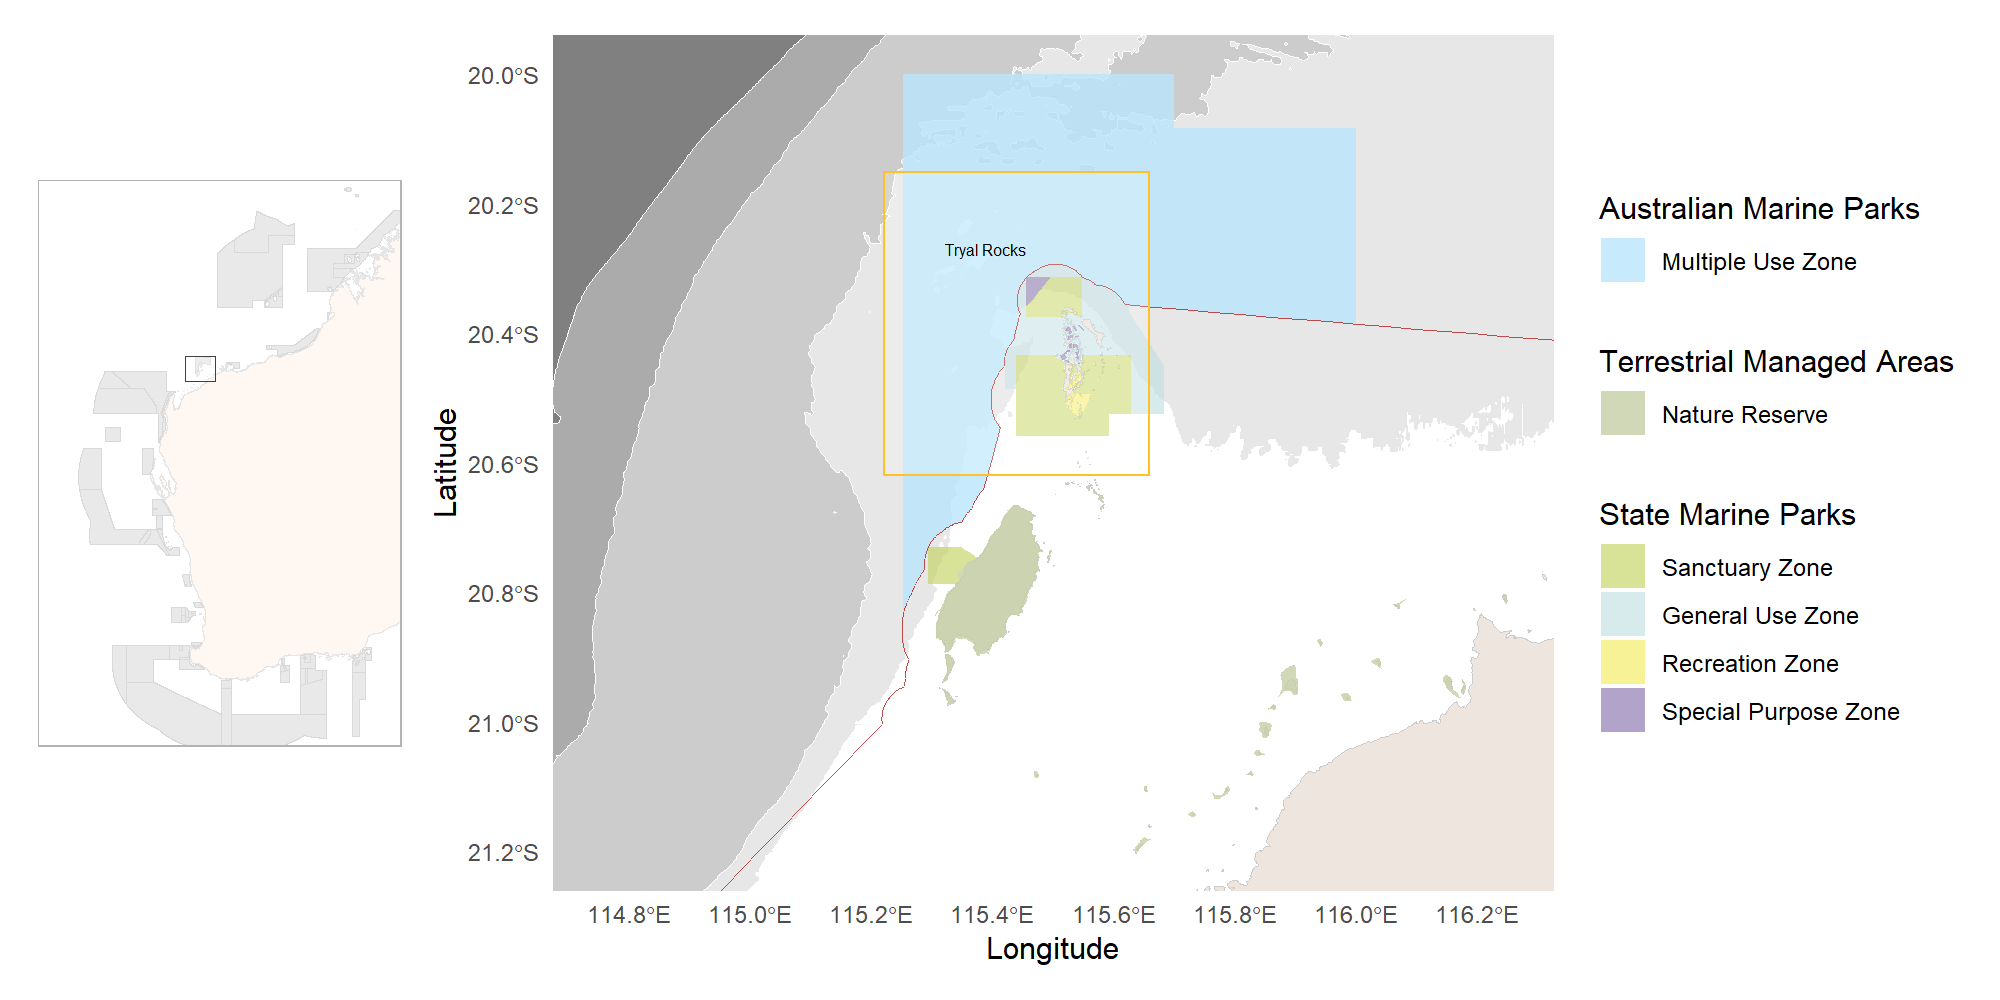 20.0°S
20.2°S
20.4°S
20.6°S
20.8°S
21.0°S
21.2°S
Latitude
Tryal Rocks
114.8°E
115.0°E
115.2°E
115.4°E
115.6°E
115.8°E
116.0°E
116.2°E
Longitude
Australian Marine Parks
Multiple Use Zone
Terrestrial Managed Areas
Nature Reserve
State Marine Parks
Sanctuary Zone
General Use Zone
Recreation Zone
Special Purpose Zone